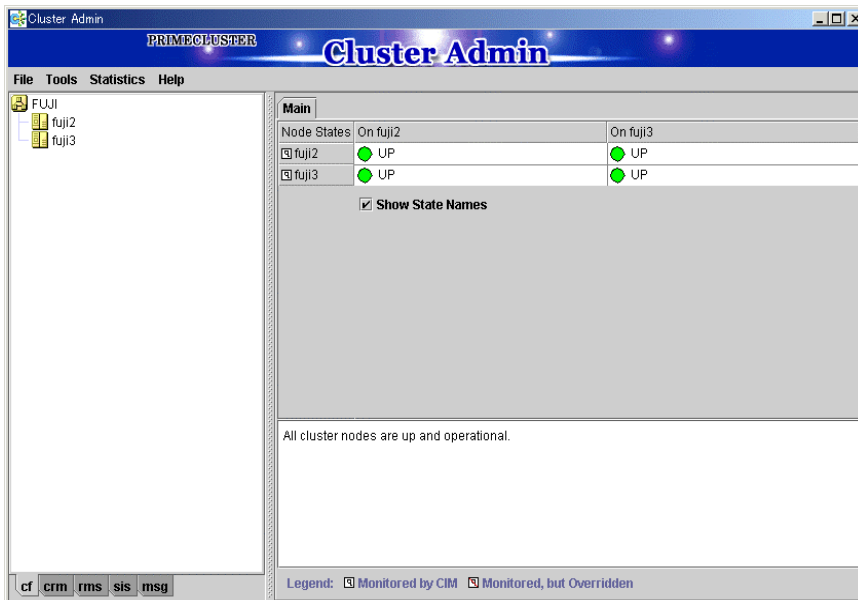 Cluster Admin
PRIMECLUSTER
Cluster Admin
File Tools Statistics Help
FUJI
fuji2
fuji3
Main
Node States On fuji2 On fuji3
fuji2 UP UP
fuji3 UP UP
Show State Names
All cluster nodes are up and operational.
cf crm rms sis msg
Legend: Monitored by CIM Monitored, but Overridden